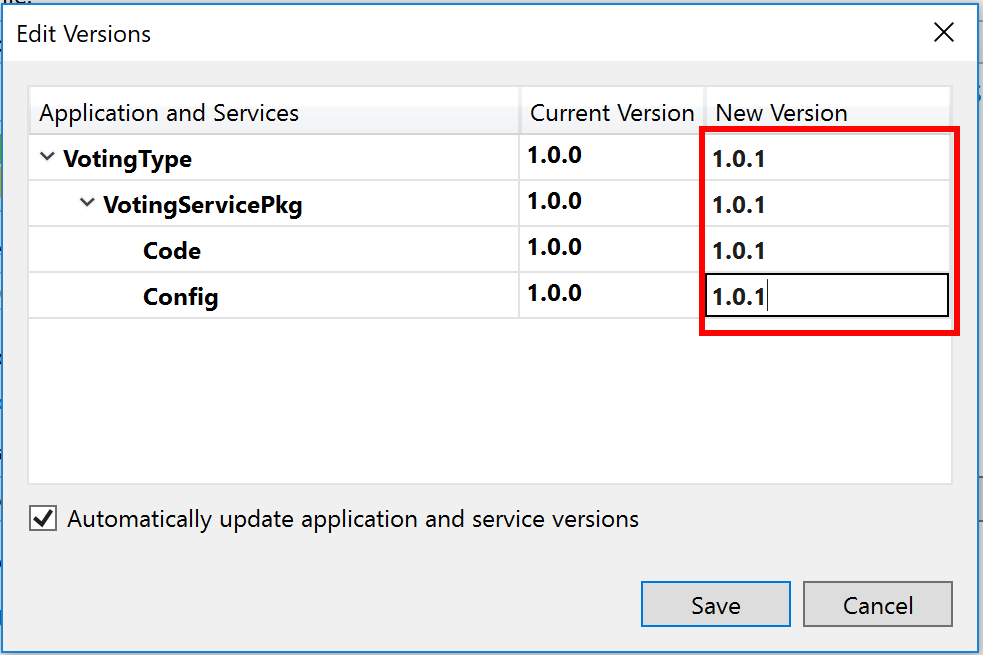 Edit Versions
Application and Services Current Version New Version
VotingType 1.0.0 1.0.1
VotingServicePkg 1.0.0 1.0.1
Code 1.0.0 1.0.1
Config 1.0.0 1.0.1
Automatically update application and service versions
Save Cancel